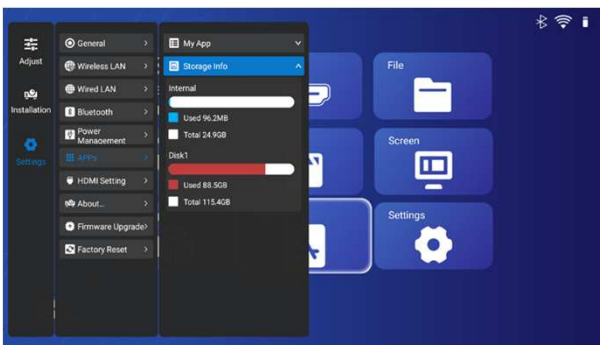 Adjust
Installation
Settings
General
Wireless LAN
Wired LAN
Bluetooth
Power
Management
APPs
HDMI Setting
About...
Firmware Upgrade
Factory Reset
My App
Storage Info
Internal
Used 96.2MB
Total 24.9GB
Disk1
Used 88.5GB
Total 115.4GB
File
Screen
Settings